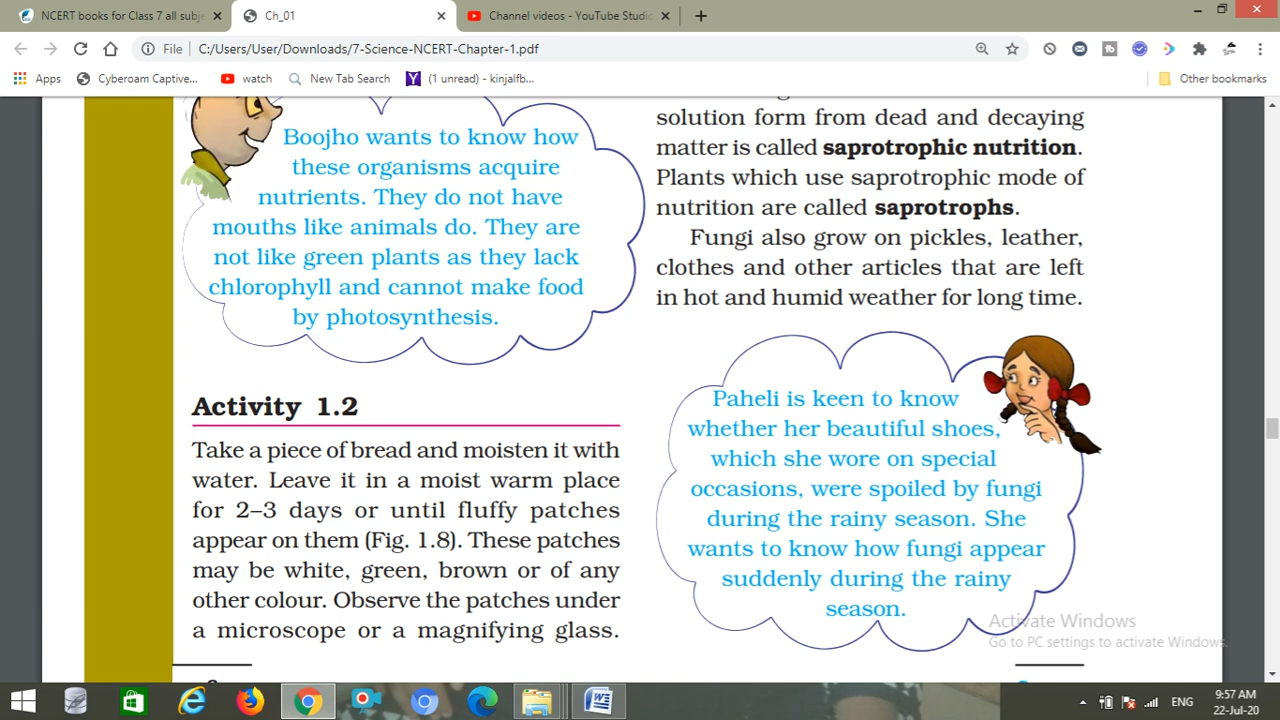 NCERT books for Class 7 all subje
Ch_01
Channel videos - YouTube Studio
File
C:/Users/User/Downloads/7-Science-NCERT-Chapter-1.pdf
Apps
Cyberoam Captive...
watch
New Tab Search
(1 unread) - kinjalfb...
Other bookmarks
Boojho wants to know how
these organisms acquire
nutrients. They do not have
mouths like animals do. They are
not like green plants as they lack
chlorophyll and cannot make food
by photosynthesis.
Activity 1.2
Take a piece of bread and moisten it with
water. Leave it in a moist warm place
for 2–3 days or until fluffy patches
appear on them (Fig. 1.8). These patches
may be white, green, brown or of any
other colour. Observe the patches under
a microscope or a magnifying glass.
solution form from dead and decaying
matter is called saprotrophic nutrition.
Plants which use saprotrophic mode of
nutrition are called saprotrophs.
Fungi also grow on pickles, leather,
clothes and other articles that are left
in hot and humid weather for long time.
Paheli is keen to know
whether her beautiful shoes,
which she wore on special
occasions, were spoiled by fungi
during the rainy season. She
wants to know how fungi appear
suddenly during the rainy
season.
Activate Windows
Go to PC settings to activate Windows.
ENG
9:57 AM
22-Jul-20